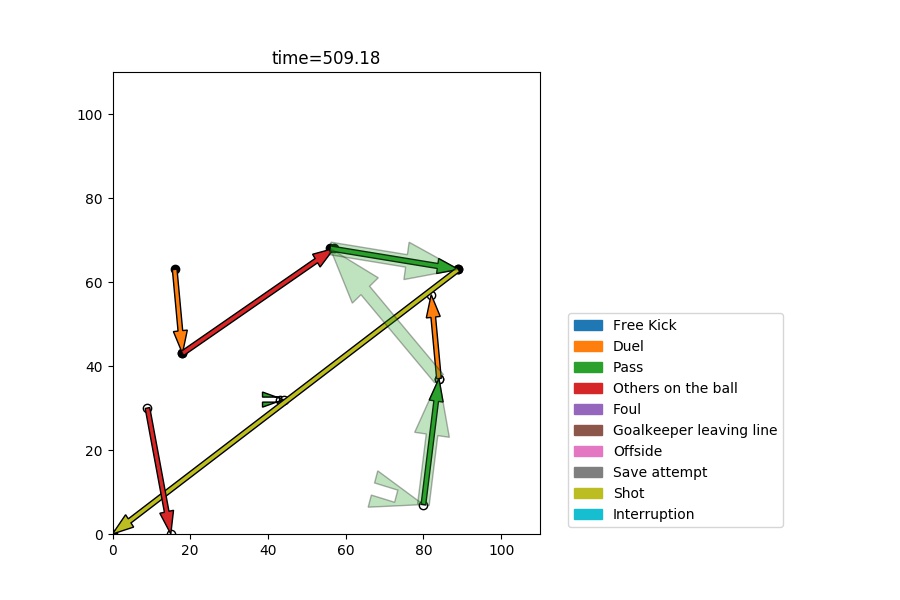 time=509.18
100
80
60
40
20
0
0 20 40 60 80 100
Free Kick
Duel
Pass
Others on the ball
Foul
Goalkeeper leaving line
Offside
Save attempt
Shot
Interruption